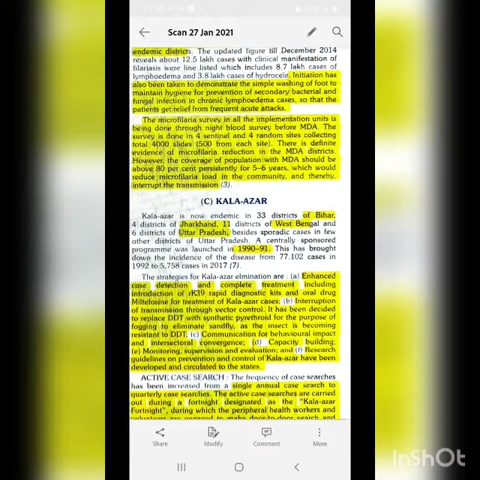 Scan 27 Jan 2021
endemic districts. The updated figure till December 2014
reveals about 12.5 lakh cases with clinical manifestation of
filariasis were line listed which includes 8.7 lakh cases of
lymphoedema and 3.8 lakh cases of hydrocele. Initiation has
also been taken to demonstrate the simple washing of foot to
maintain hygiene for prevention of secondary bacterial and
fungal infection in chronic lymphoedema cases, so that the
patients get relief from frequent acute attacks.
The microfilaria survey in all the implementation units is
being done through night blood survey before MDA. The
survey is done in 4 sentinel and 4 random sites collecting
total 4000 slides (500 from each site). There is definite
evidence of microfilaria reduction in the MDA districts.
However, the coverage of population with MDA should be
above 80 per cent persistently for 5–6 years, which would
reduce microfilaria load in the community, and thereby,
interrupt the transmission (3).
(C) KALA-AZAR
Kala-azar is now endemic in 33 districts of Bihar,
4 districts of Jharkhand, 11 districts of West Bengal and
6 districts of Uttar Pradesh, besides sporadic cases in few
other districts of Uttar Pradesh. A centrally sponsored
programme was launched in 1990–91. This has brought
down the incidence of disease from 77,102 cases in
1992 to 5,758 cases in 2017 (7).
The strategies for Kala-azar elimination are: (a) Enhanced
case detection and complete treatment including
introduction of rK39 rapid diagnostic kits and oral drug
Miltefosine for treatment of Kala-azar cases; (b) Interruption
of transmission through vector control. It has been decided
to replace DDT with synthetic pyrethoid for the purpose of
fogging to eliminate sandfly, as the insect is becoming
resistant to DDT; (c) Communication for behavioural impact
and intersectoral convergence; (d) Capacity building;
(e) Monitoring, supervision and evaluation; and (f) Research
guidelines on prevention and control of Kala-azar have been
developed and circulated to the states.
ACTIVE CASE SEARCH : The frequency of case searches
has been increased from a single annual case search to
quarterly case searches. The active case searches are carried
out during a fortnight designated as the "Kala-azar
Fortnight", during which the peripheral health workers and
volunteers are engaged to make door-to-door search and
Share
Modify
Comment
More
InShOt